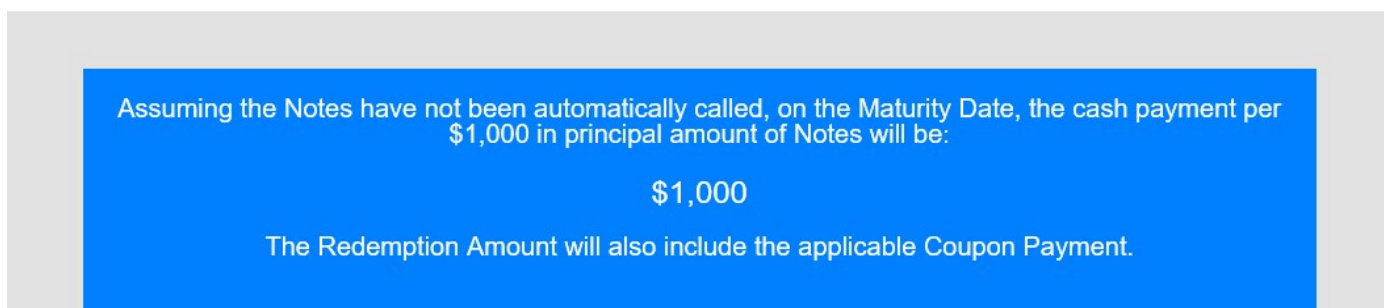 Assuming the Notes have not been automatically called, on the Maturity Date, the cash payment per
$1,000 in principal amount of Notes will be:
$1,000
The Redemption Amount will also include the applicable Coupon Payment.